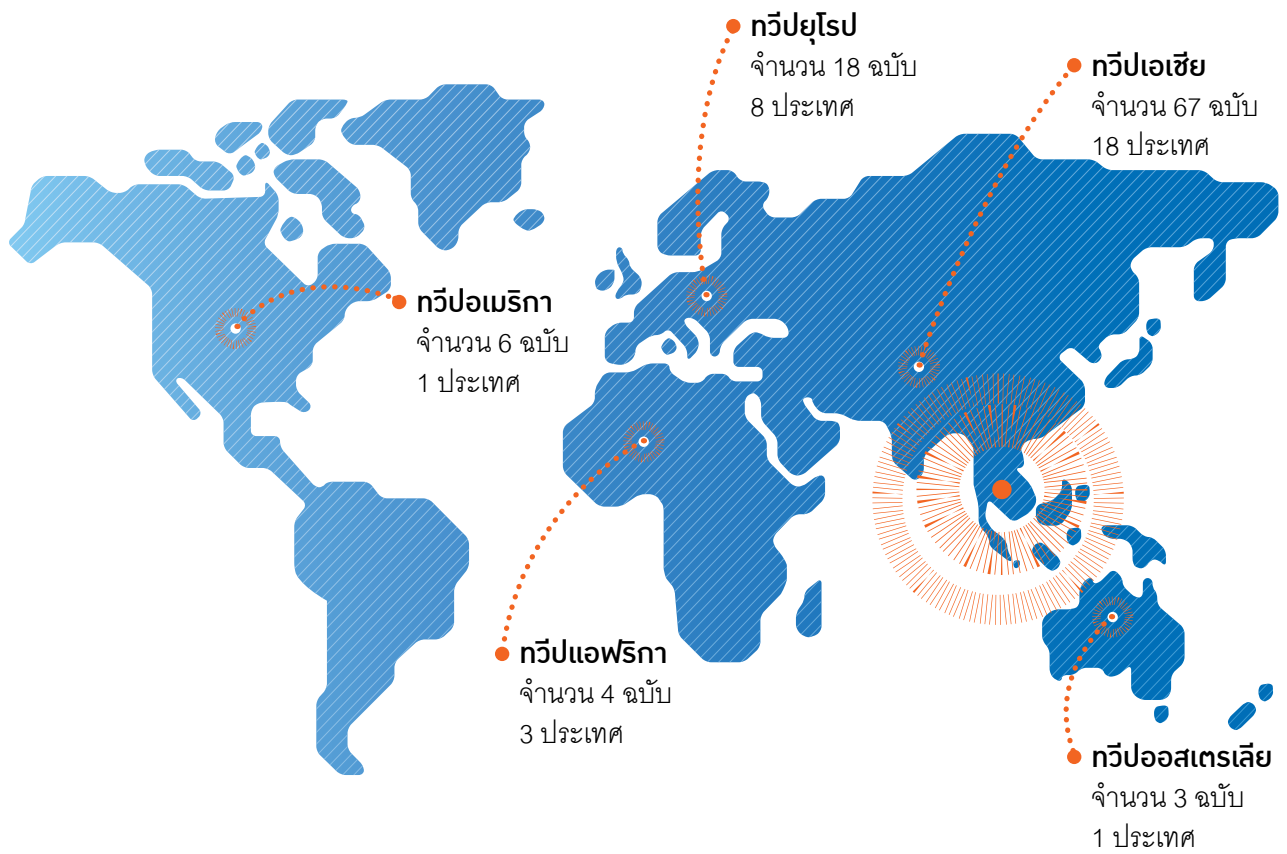 ทวีปยุโรป
จำนวน 18 ฉบับ
8 ประเทศ
ทวีปเอเชีย
จำนวน 67 ฉบับ
18 ประเทศ
ทวีปอเมริกา
จำนวน 6 ฉบับ
1 ประเทศ
ทวีปแอฟริกา
จำนวน 4 ฉบับ
3 ประเทศ
ทวีปออสเตรเลีย
จำนวน 3 ฉบับ
1 ประเทศ